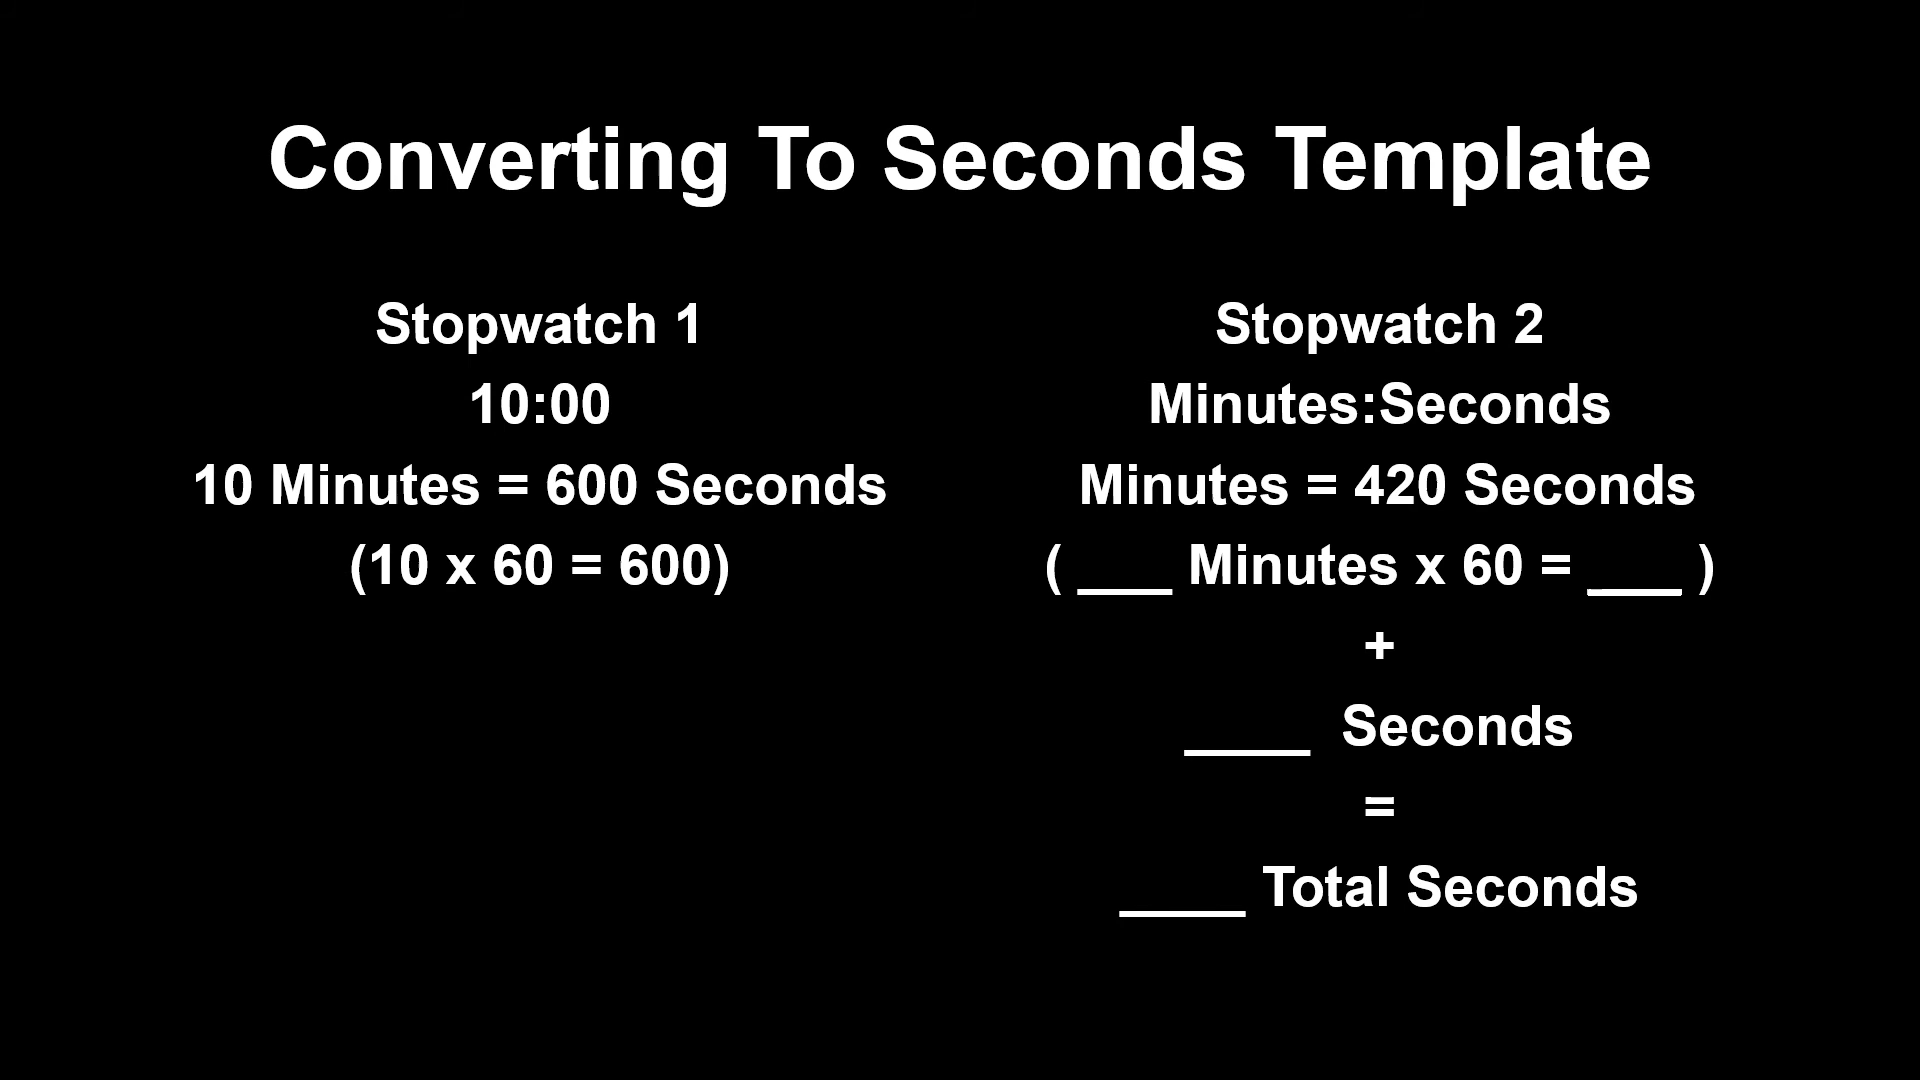 Converting To Seconds Template
Stopwatch 1
10:00
10 Minutes = 600 Seconds
(10 x 60 = 600)
Stopwatch 2
Minutes:Seconds
Minutes = 420 Seconds
( ___ Minutes x 60 = ___ )
+
____ Seconds
=
____ Total Seconds